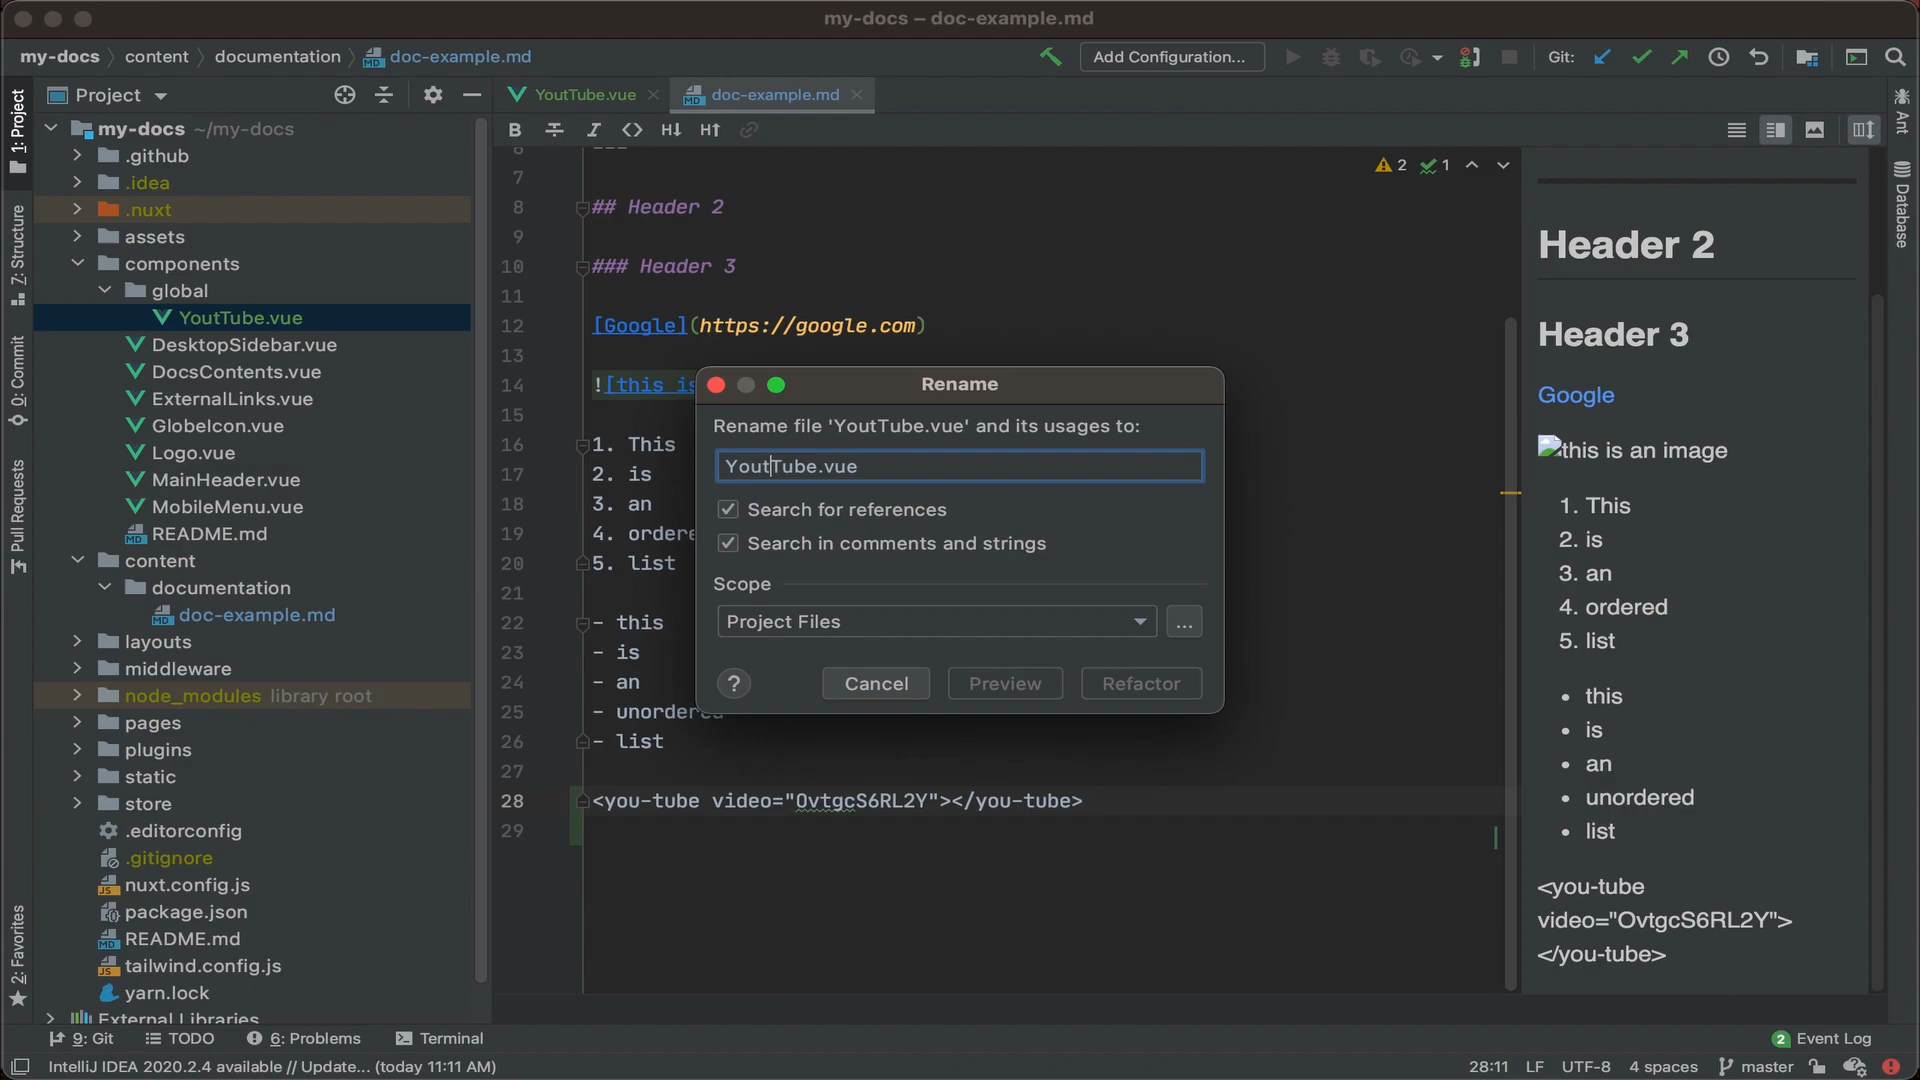 my-docs – doc-example.md
my-docs content documentation doc-example.md
Add Configuration...
Git:
Project
YoutTube.vue
doc-example.md
1: Project
Z: Structure
0: Commit
Pull Requests
2: Favorites
my-docs ~/my-docs
.github
.idea
.nuxt
assets
components
global
YoutTube.vue
DesktopSidebar.vue
DocsContents.vue
ExternalLinks.vue
GlobeIcon.vue
Logo.vue
MainHeader.vue
MobileMenu.vue
README.md
content
documentation
doc-example.md
layouts
middleware
node_modules library root
pages
plugins
static
store
.editorconfig
.gitignore
nuxt.config.js
package.json
README.md
tailwind.config.js
yarn.lock
External Libraries
B I <> H↓ H↑
2 1
6
7
8 ## Header 2
9
10 ### Header 3
11
12 [Google](https://google.com)
13
14 ![this is
15
16 1. This
17 2. is
18 3. an
19 4. ordere
20 5. list
21
22 - this
23 - is
24 - an
25 - unordered
26 - list
27
28 <you-tube video="OvtgcS6RL2Y"></you-tube>
29
Rename
Rename file 'YoutTube.vue' and its usages to:
YoutTube.vue
Search for references
Search in comments and strings
Scope
Project Files
...
?
Cancel
Preview
Refactor
Header 2
Header 3
Google
this is an image
1. This
2. is
3. an
4. ordered
5. list
• this
• is
• an
• unordered
• list
<you-tube
video="OvtgcS6RL2Y">
</you-tube>
Ant
Database
9: Git
TODO
6: Problems
Terminal
2 Event Log
IntelliJ IDEA 2020.2.4 available // Update... (today 11:11 AM)
28:11 LF UTF-8 4 spaces master